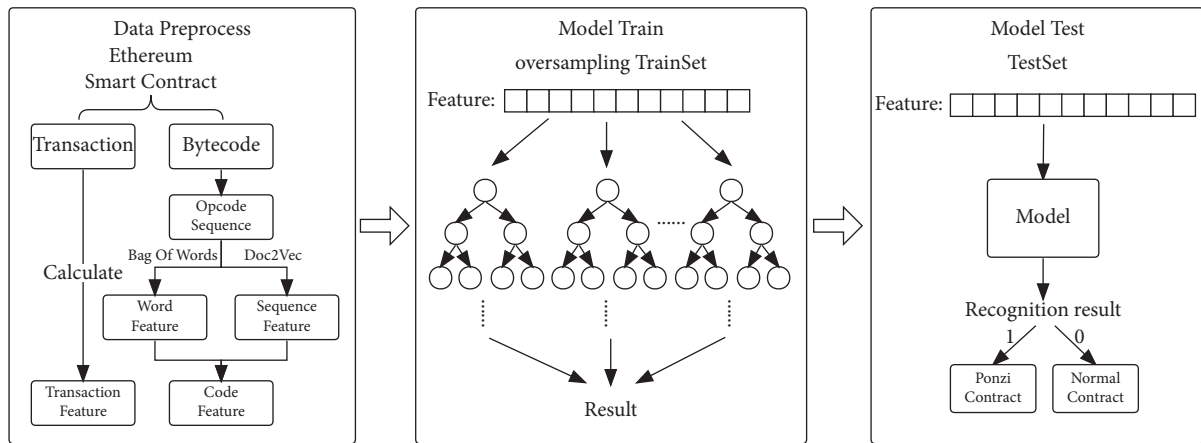 Data Preprocess
Ethereum
Smart Contract
Transaction
Bytecode
Opcode
Sequence
Bag Of Words
Doc2Vec
Calculate
Word
Feature
Sequence
Feature
Transaction
Feature
Code
Feature
Model Train
oversampling TrainSet
Feature:
Result
Model Test
TestSet
Feature:
Model
Recognition result
1
0
Ponzi
Contract
Normal
Contract